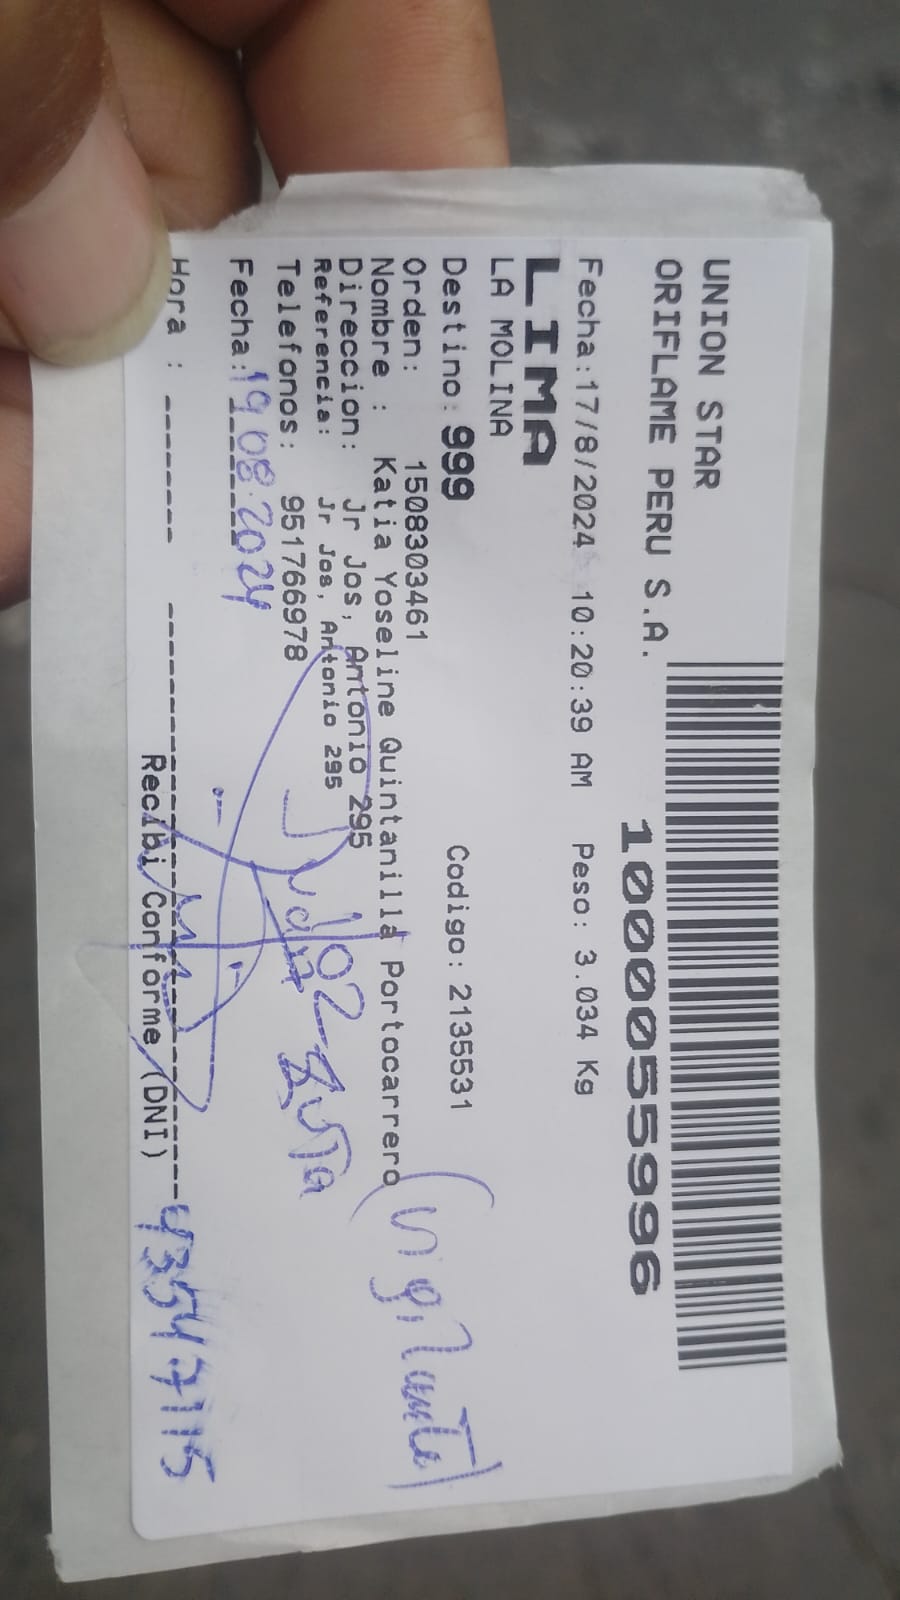 UNION STAR
ORIFLAME PERU S.A.
1000055996
Fecha:17/8/2024 10:20:39 AM Peso: 3.034 Kg
LIMA
LA MOLINA
Destino: 999 Codigo: 2135531
Orden: 1508303461
Nombre : Katia Yoseline Quintanilla Portocarrero
Direccion: Jr Jos, Antonio 295
Referencia: Jr Jos, Antonio 295
Telefonos: 951766978
(vigilante)
Fecha: 19.08.2024
Hora :
Recibi Conforme (DNI)